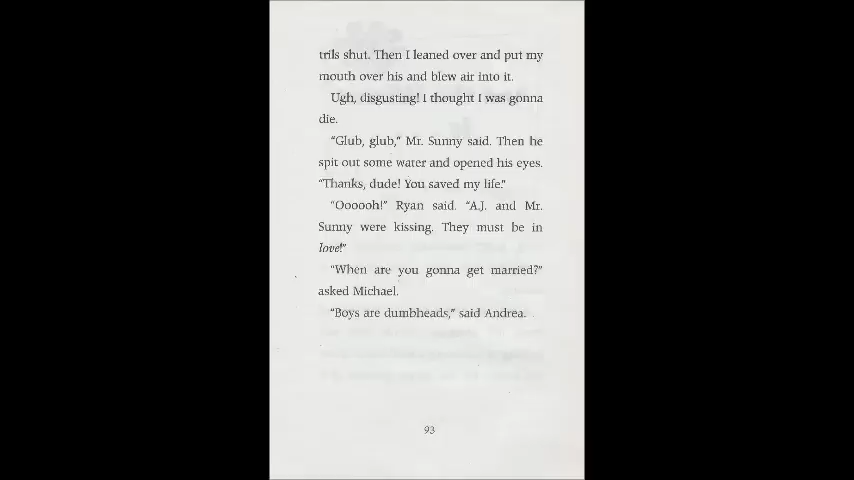 trils shut. Then I leaned over and put my
mouth over his and blew air into it.
Ugh, disgusting! I thought I was gonna
die.
“Glub, glub,” Mr. Sunny said. Then he
spit out some water and opened his eyes.
“Thanks, dude! You saved my life.”
“Oooooh!” Ryan said. “A.J. and Mr.
Sunny were kissing. They must be in
love!”
“When are you gonna get married?”
asked Michael.
“Boys are dumbheads,” said Andrea.
93